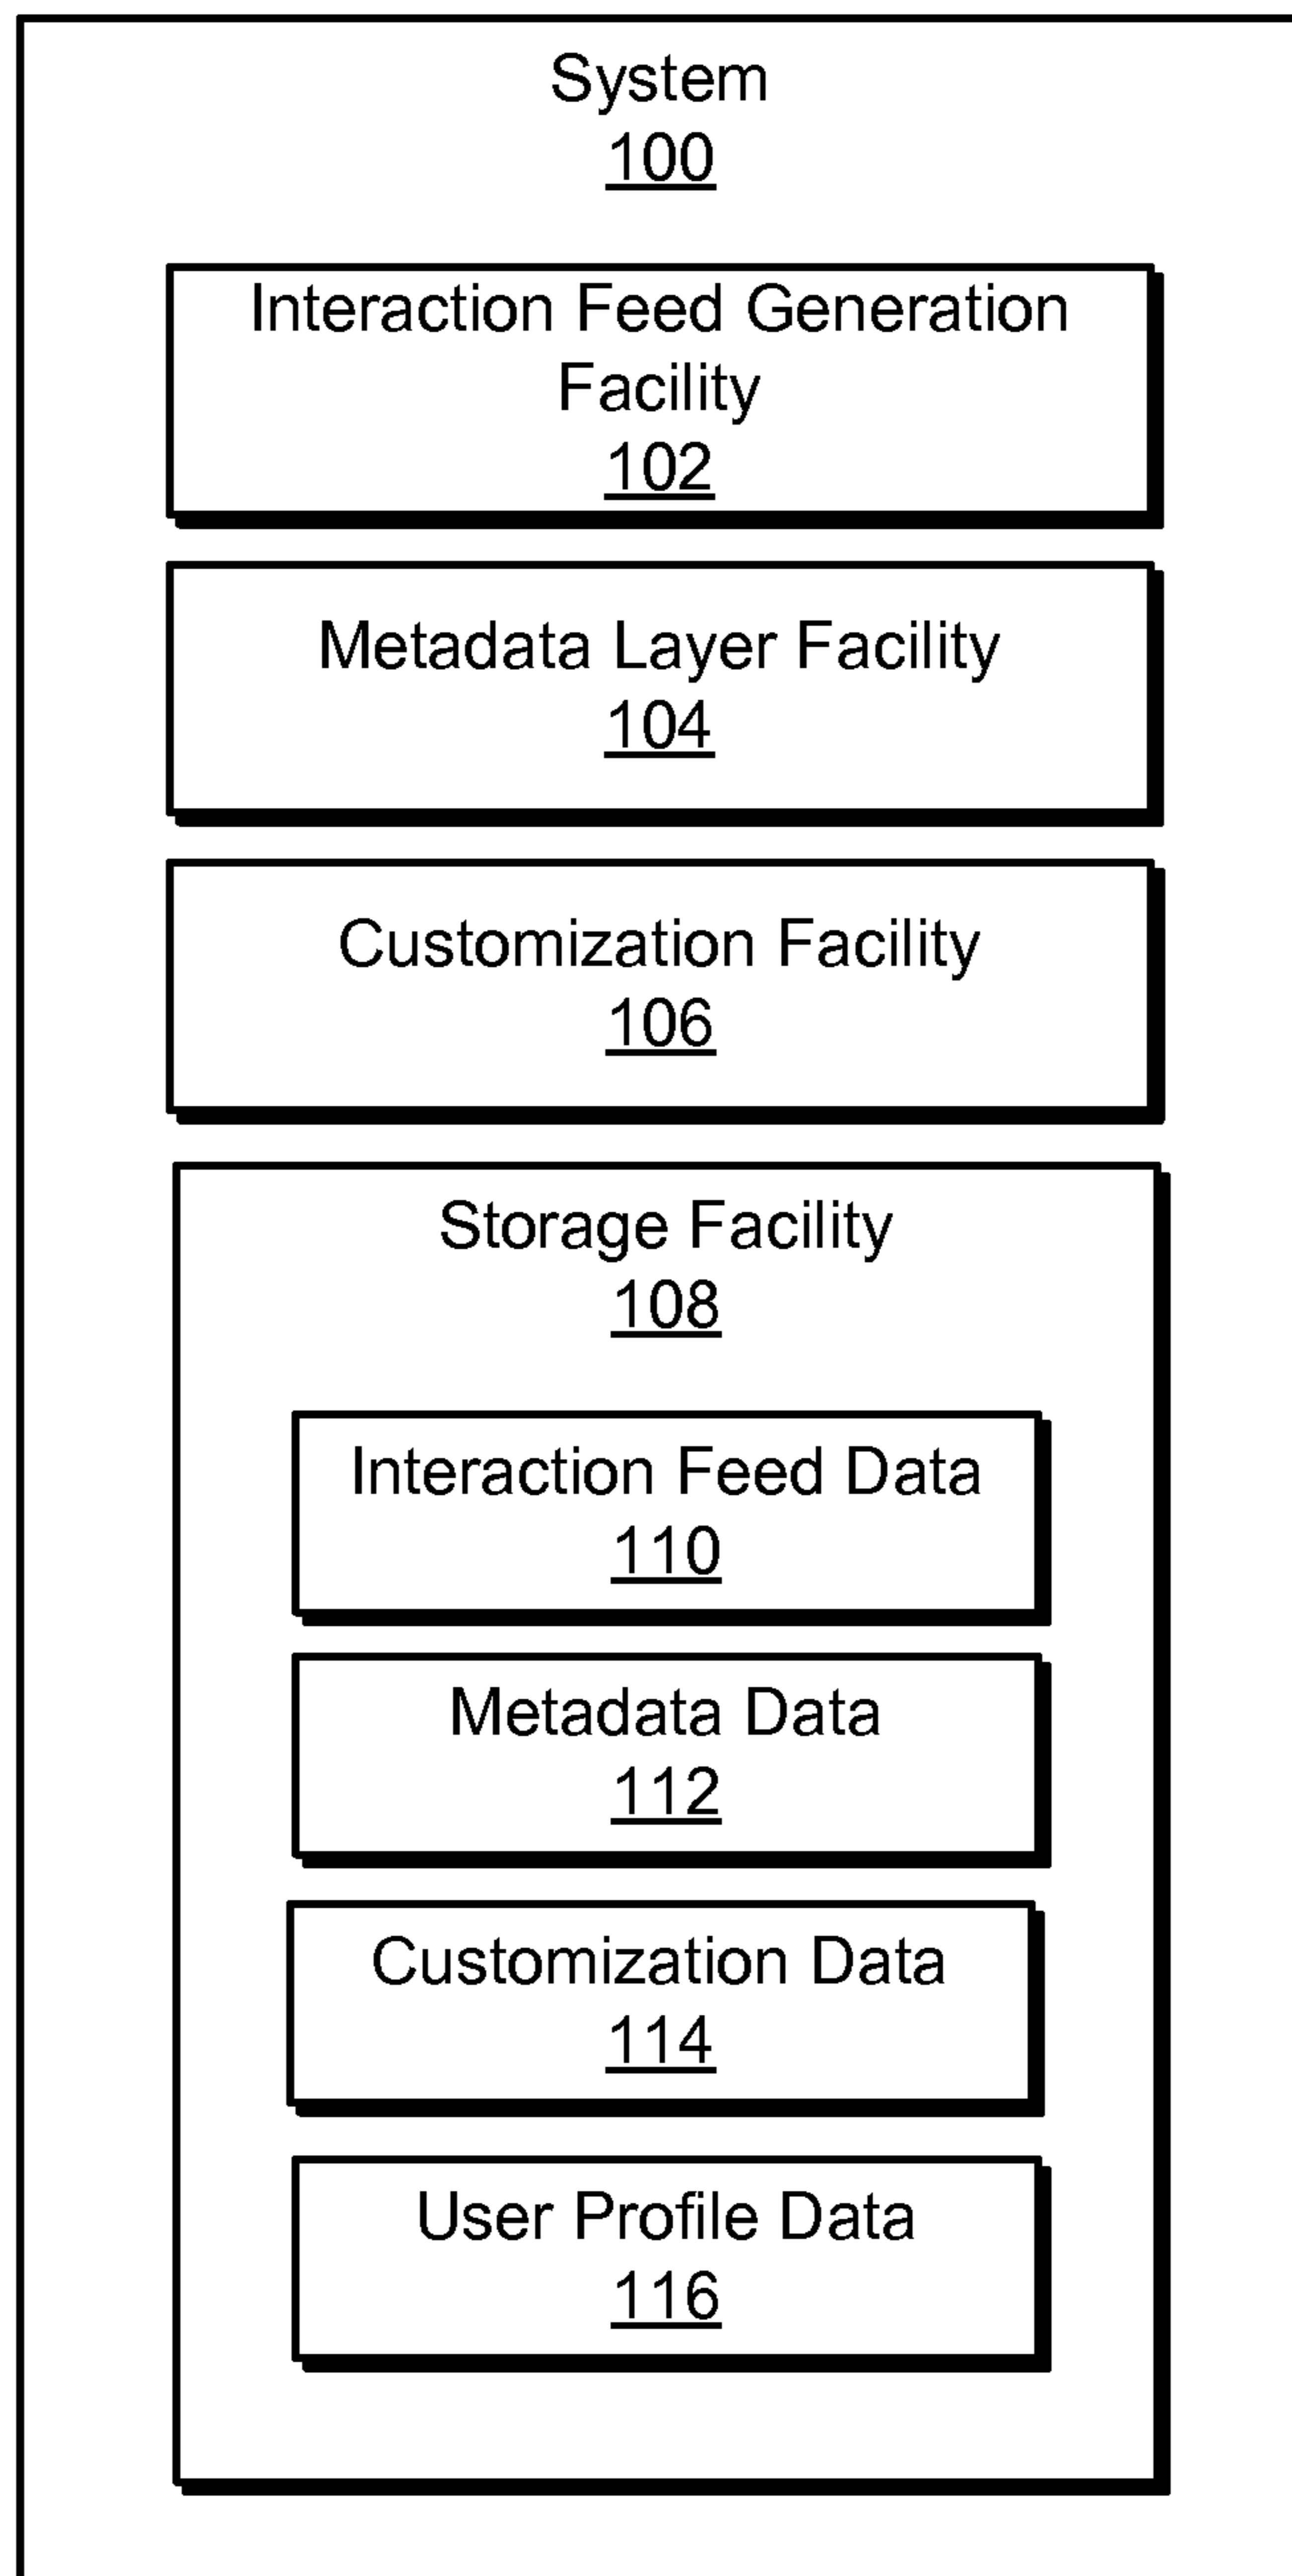 System
100
Interaction Feed Generation
Facility
102
Metadata Layer Facility
104
Customization Facility
106
Storage Facility
108
Interaction Feed Data
110
Metadata Data
112
Customization Data
114
User Profile Data
116